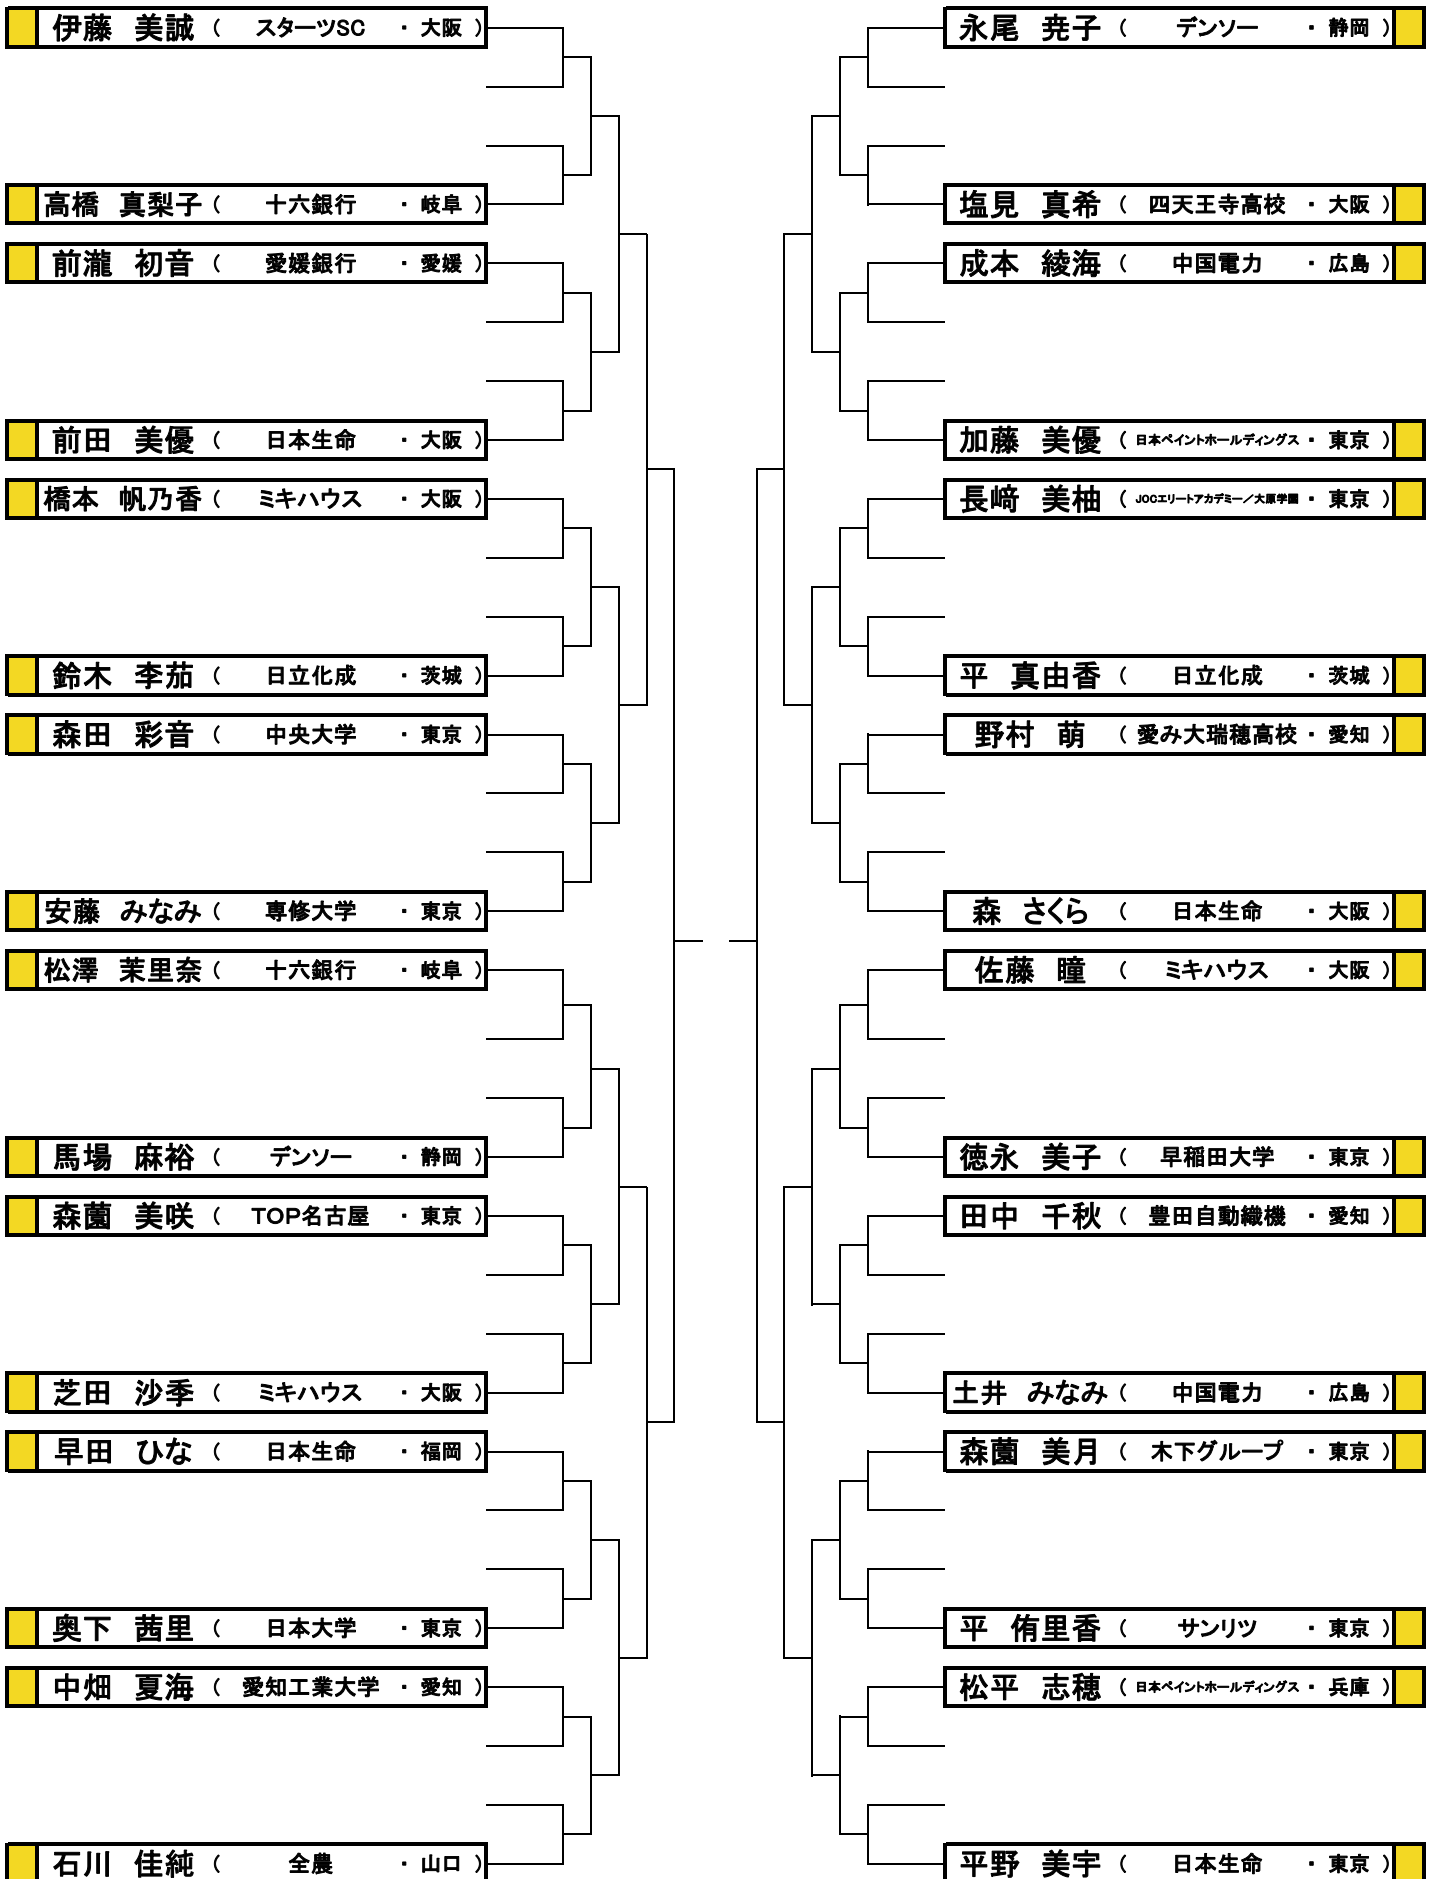 伊藤 美誠 ( スターツSC ・ 大阪 )
高橋 真梨子 ( 十六銀行 ・ 岐阜 )
前瀧 初音 ( 愛媛銀行 ・ 愛媛 )
前田 美優 ( 日本生命 ・ 大阪 )
橋本 帆乃香 ( ミキハウス ・ 大阪 )
鈴木 李茄 ( 日立化成 ・ 茨城 )
森田 彩音 ( 中央大学 ・ 東京 )
安藤 みなみ ( 専修大学 ・ 東京 )
松澤 茉里奈 ( 十六銀行 ・ 岐阜 )
馬場 麻裕 ( デンソー ・ 静岡 )
森薗 美咲 ( TOP名古屋 ・ 東京 )
芝田 沙季 ( ミキハウス ・ 大阪 )
早田 ひな ( 日本生命 ・ 福岡 )
奥下 茜里 ( 日本大学 ・ 東京 )
中畑 夏海 ( 愛知工業大学 ・ 愛知 )
石川 佳純 ( 全農 ・ 山口 )
永尾 尭子 ( デンソー ・ 静岡 )
塩見 真希 ( 四天王寺高校 ・ 大阪 )
成本 綾海 ( 中国電力 ・ 広島 )
加藤 美優 ( 日本ペイントホールディングス ・ 東京 )
長﨑 美柚 ( JOCエリートアカデミー／大原学園 ・ 東京 )
平 真由香 ( 日立化成 ・ 茨城 )
野村 萌 ( 愛み大瑞穂高校 ・ 愛知 )
森 さくら ( 日本生命 ・ 大阪 )
佐藤 瞳 ( ミキハウス ・ 大阪 )
徳永 美子 ( 早稲田大学 ・ 東京 )
田中 千秋 ( 豊田自動織機 ・ 愛知 )
土井 みなみ ( 中国電力 ・ 広島 )
森薗 美月 ( 木下グループ ・ 東京 )
平 侑里香 ( サンリツ ・ 東京 )
松平 志穂 ( 日本ペイントホールディングス ・ 兵庫 )
平野 美宇 ( 日本生命 ・ 東京 )